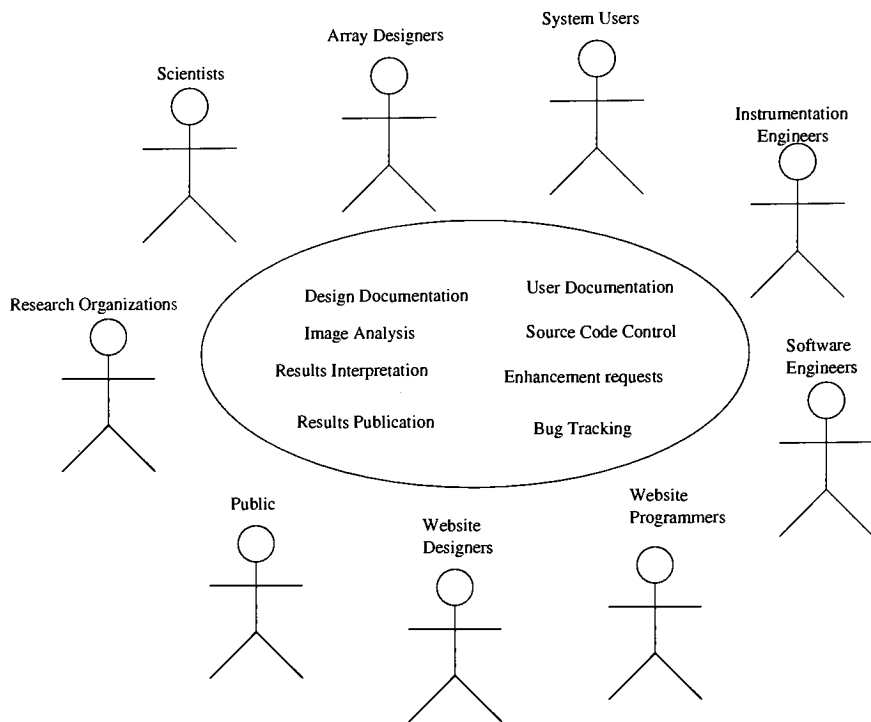 System Users
Array Designers
Scientists
Instrumentation
Engineers
Design Documentation
User Documentation
Research Organizations
Image Analysis
Source Code Control
Software
Engineers
Results Interpretation
Enhancement requests
Results Publication
Bug Tracking
Public
Website
Programmers
Website
Designers